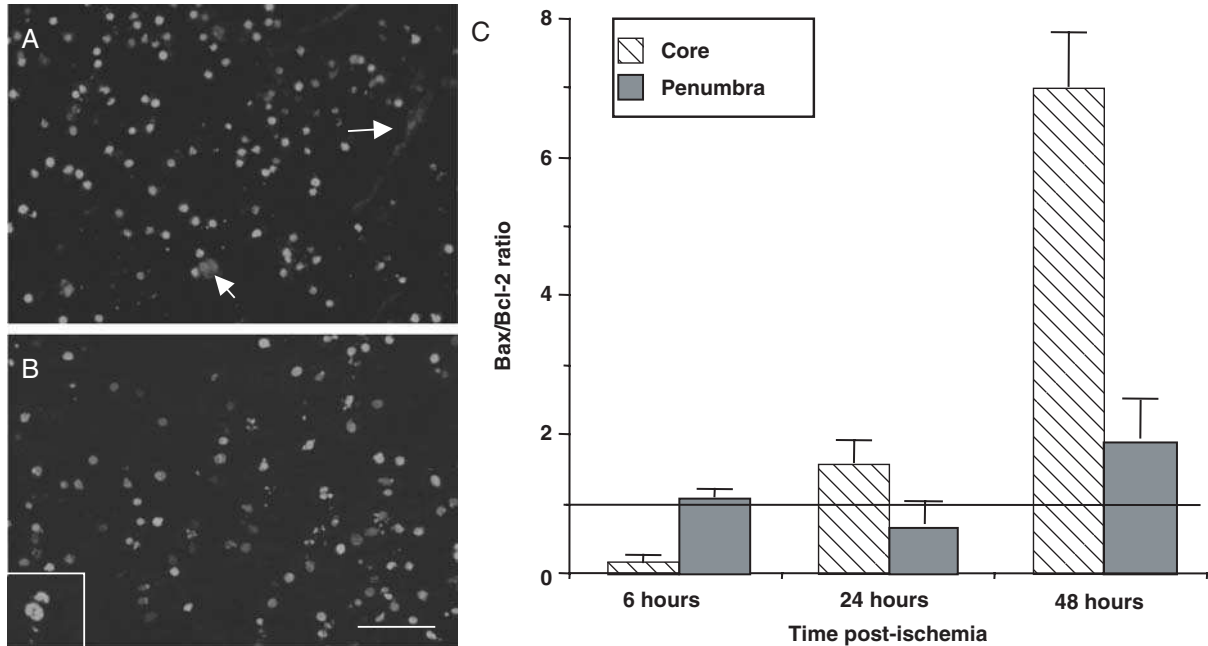 A
B
C
Core
Penumbra
8
6
4
2
0
Bax/Bcl-2 ratio
6 hours
24 hours
48 hours
Time post-ischemia